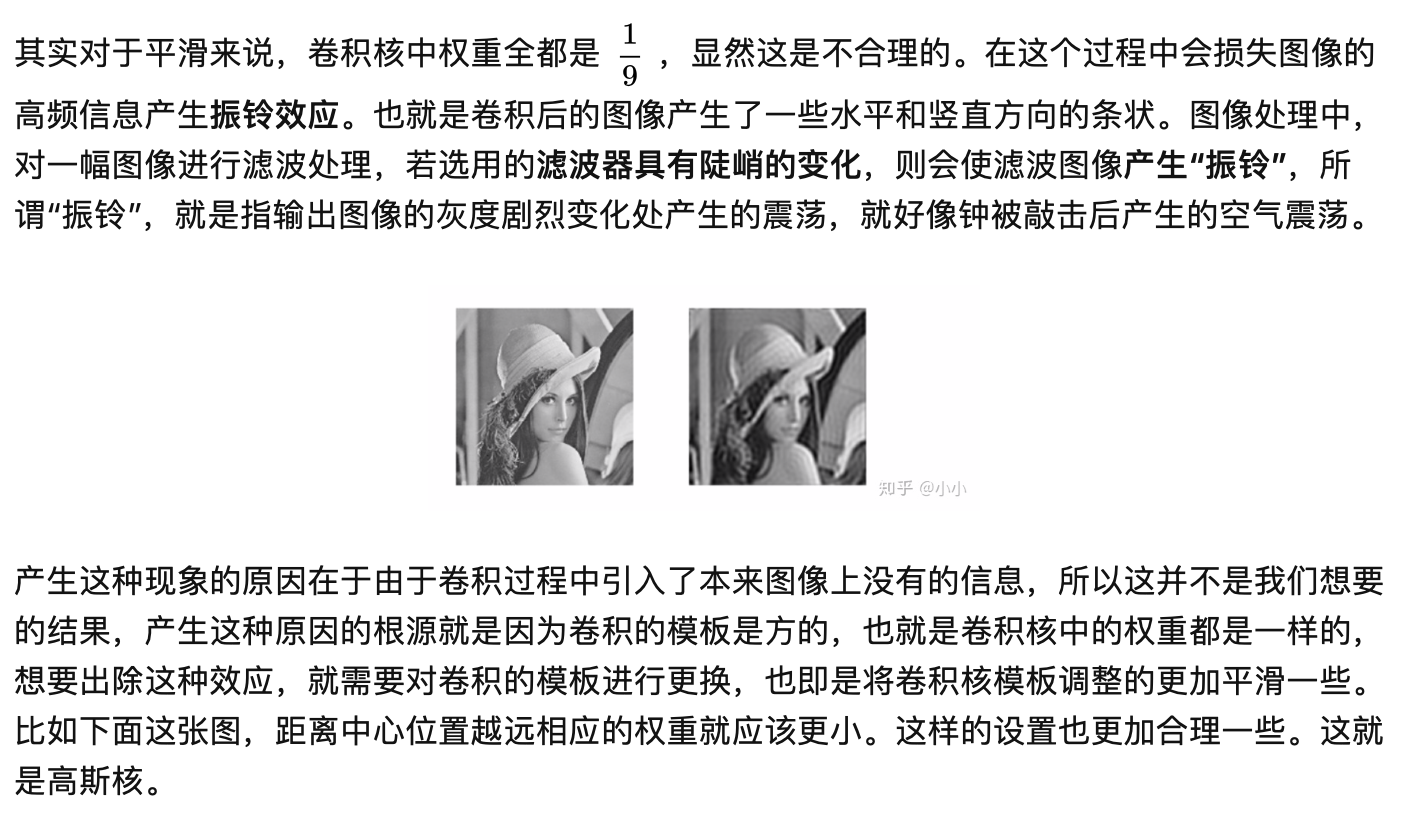 其实对于平滑来说，卷积核中权重全都是 1/9 ，显然这是不合理的。在这个过程中会损失图像的
高频信息产生振铃效应。也就是卷积后的图像产生了一些水平和竖直方向的条状。图像处理中，
对一幅图像进行滤波处理，若选用的滤波器具有陡峭的变化，则会使滤波图像产生“振铃”，所
谓“振铃”，就是指输出图像的灰度剧烈变化处产生的震荡，就好像钟被敲击后产生的空气震荡。
知乎 @小小
产生这种现象的原因在于由于卷积过程中引入了本来图像上没有的信息，所以这并不是我们想要
的结果，产生这种原因的根源就是因为卷积的模板是方的，也就是卷积核中的权重都是一样的，
想要出除这种效应，就需要对卷积的模板进行更换，也即是将卷积核模板调整的更加平滑一些。
比如下面这张图，距离中心位置越远相应的权重就应该更小。这样的设置也更加合理一些。这就
是高斯核。